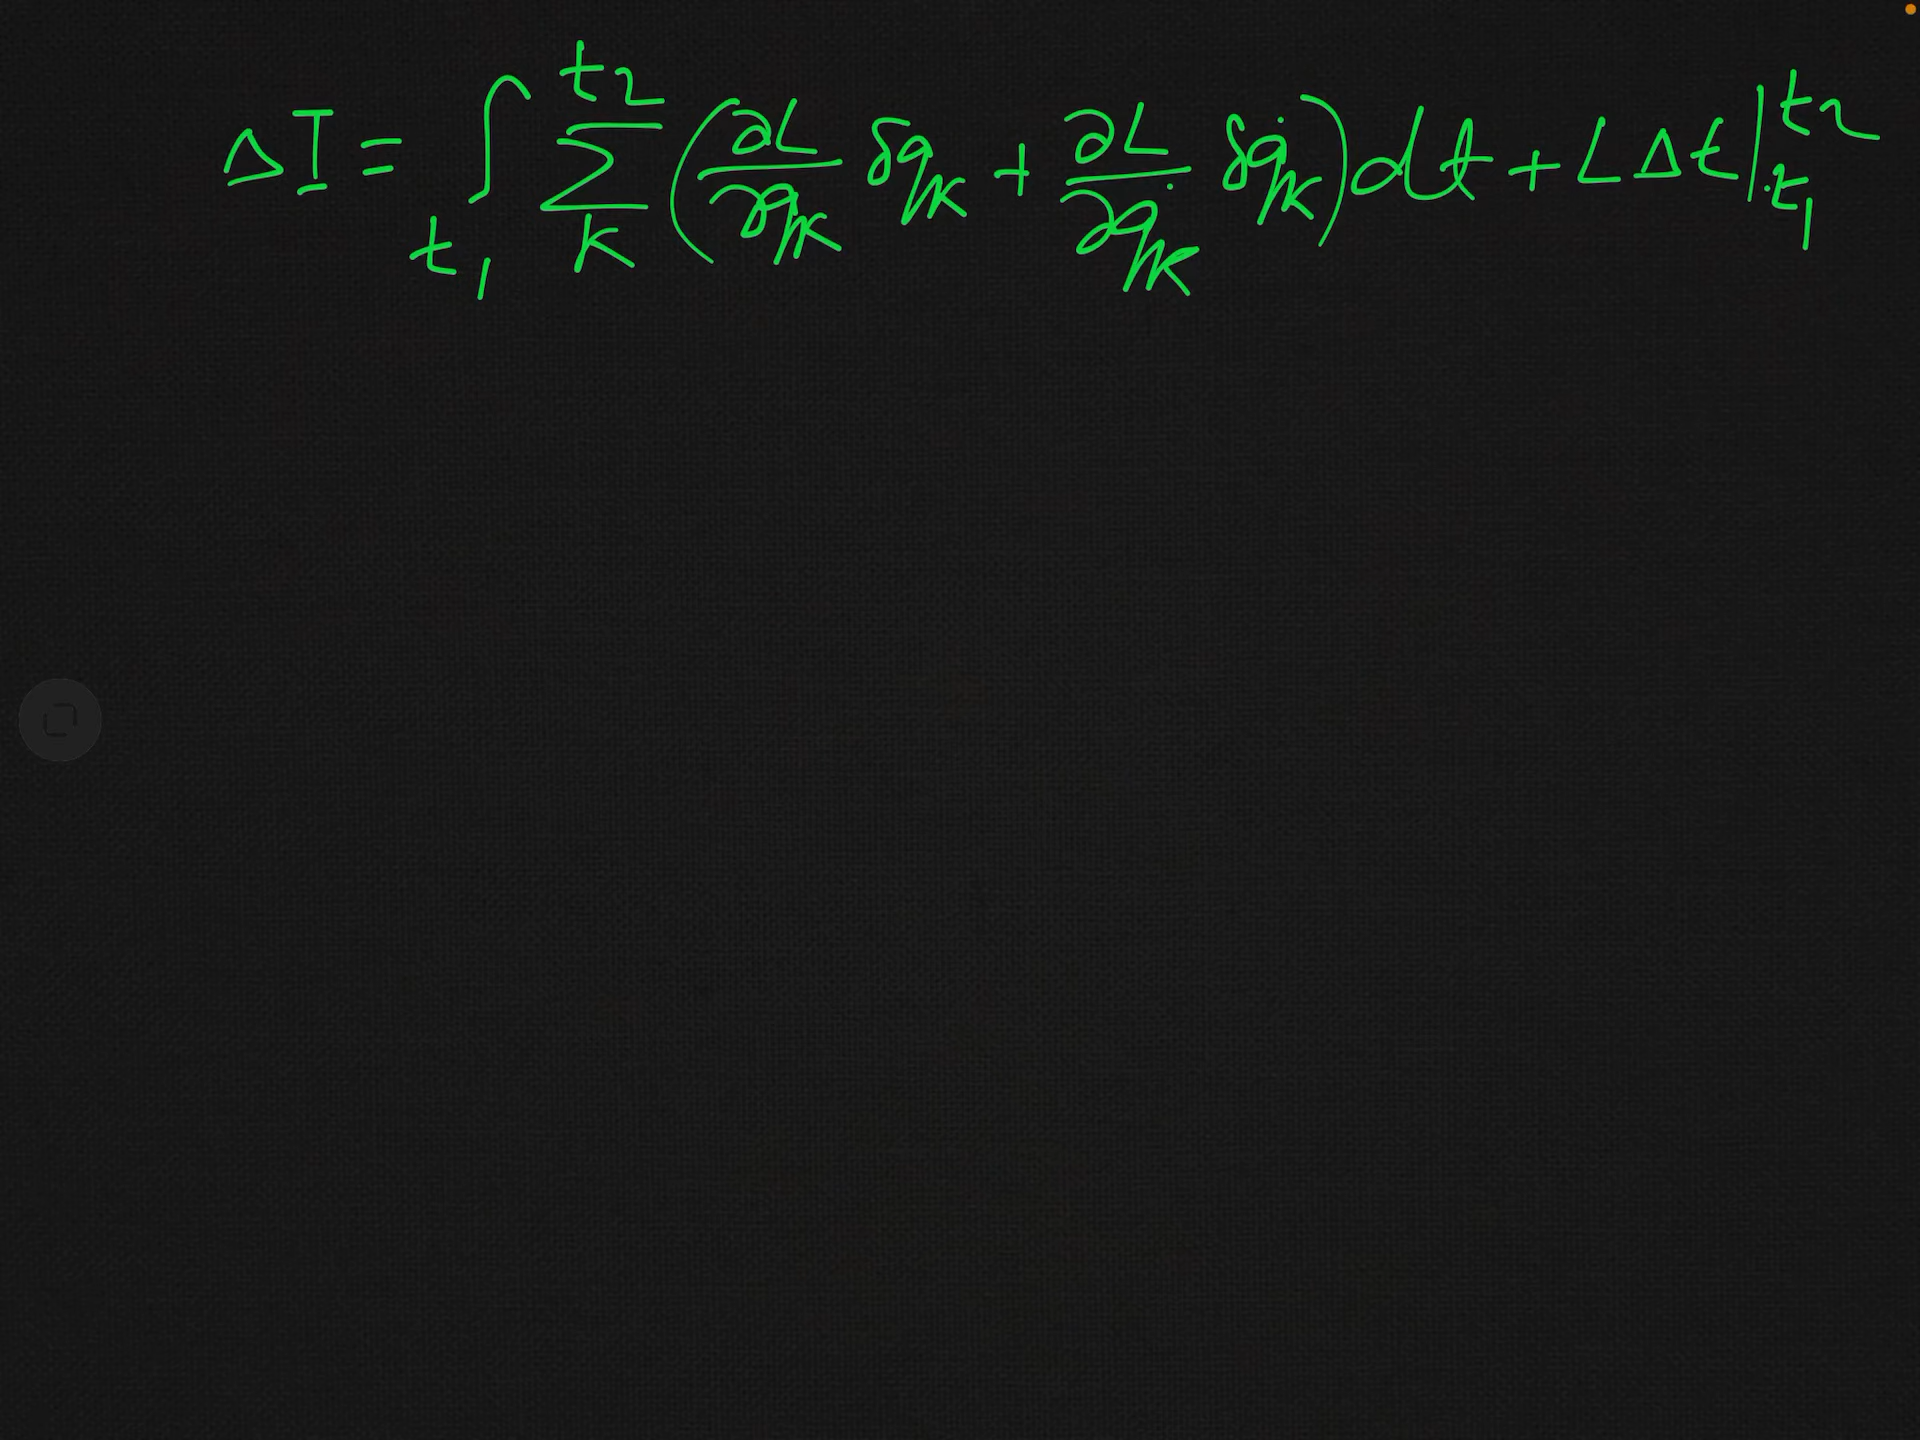 ΔI = ∫_{t₁}^{t₂} Σ_k (∂L/∂q_k δq_k + ∂L/∂q̇_k δq̇_k) dt + LΔt|_{t₁}^{t₂}